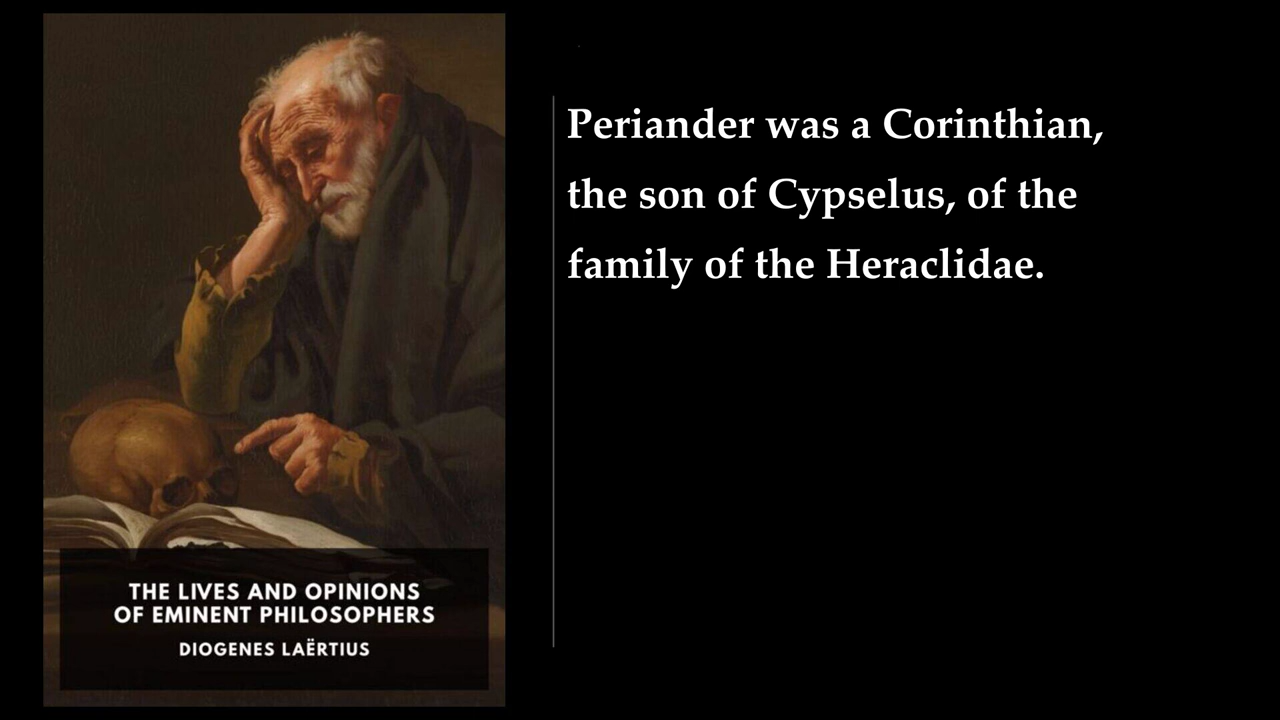 Periander was a Corinthian,
the son of Cypselus, of the
family of the Heraclidae.
THE LIVES AND OPINIONS
OF EMINENT PHILOSOPHERS
DIOGENES LAËRTIUS